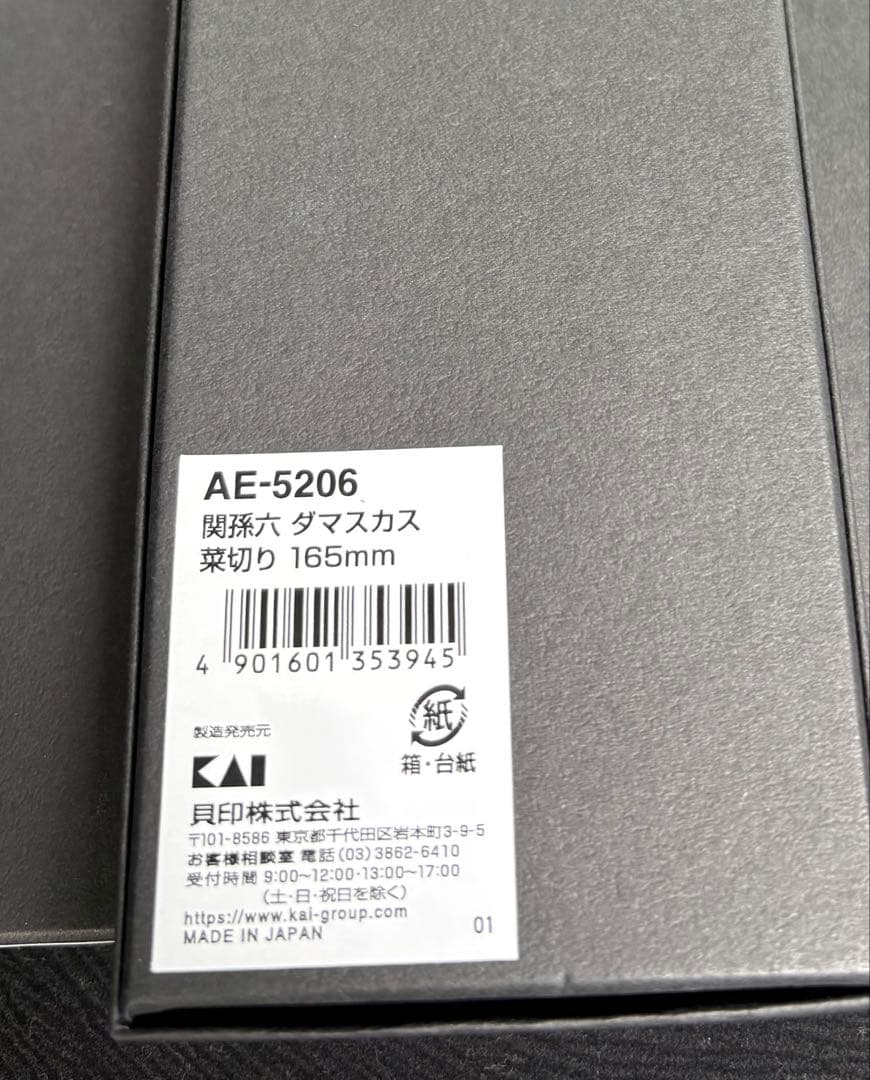 AE-5206
関孫六 ダマスカス
菜切り 165mm
4 901601 353945
紙
箱・台紙
製造発売元
KAI
貝印株式会社
〒101-8586 東京都千代田区岩本町3-9-5
お客様相談室 電話(03)3862-6410
受付時間 9:00～12:00・13:00～17:00
(土・日・祝日を除く)
https://www.kai-group.com
MADE IN JAPAN
01